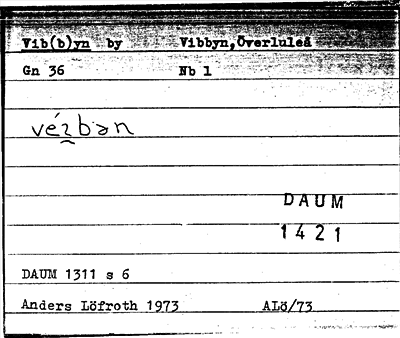 Vib(b)yn by Vibbyn, Överluleå
Gn 36 Nb 1
DAUM
1421
DAUM 1311 s 6
Anders Löfroth 1973 ALö/73